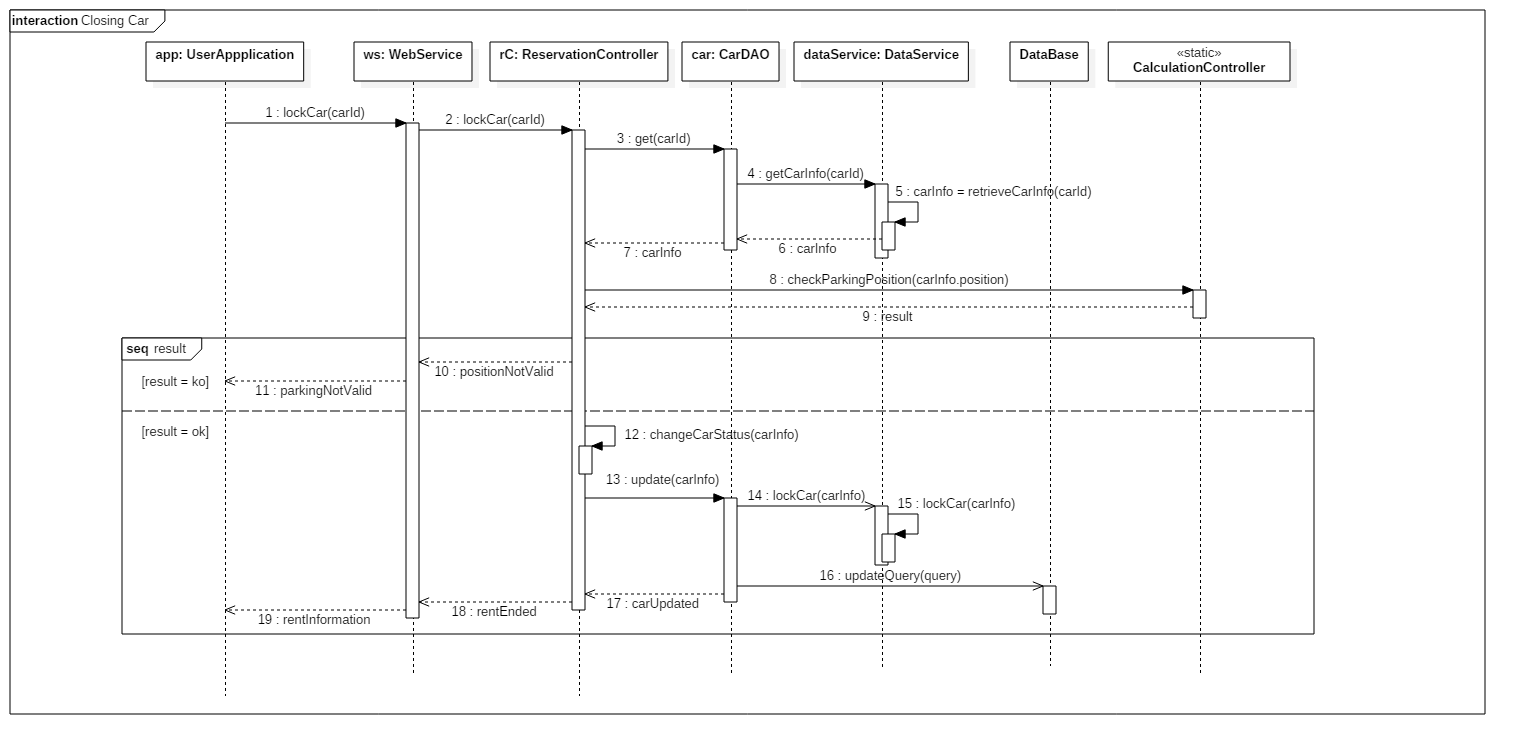 interaction Closing Car
app: UserAppplication
ws: WebService
rC: ReservationController
car: CarDAO
dataService: DataService
DataBase
«static»
CalculationController
1 : lockCar(carId)
2 : lockCar(carId)
3 : get(carId)
4 : getCarInfo(carId)
5 : carInfo = retrieveCarInfo(carId)
6 : carInfo
7 : carInfo
8 : checkParkingPosition(carInfo.position)
9 : result
seq result
10 : positionNotValid
[result = ko]
11 : parkingNotValid
[result = ok]
12 : changeCarStatus(carInfo)
13 : update(carInfo)
14 : lockCar(carInfo)
15 : lockCar(carInfo)
16 : updateQuery(query)
17 : carUpdated
18 : rentEnded
19 : rentInformation